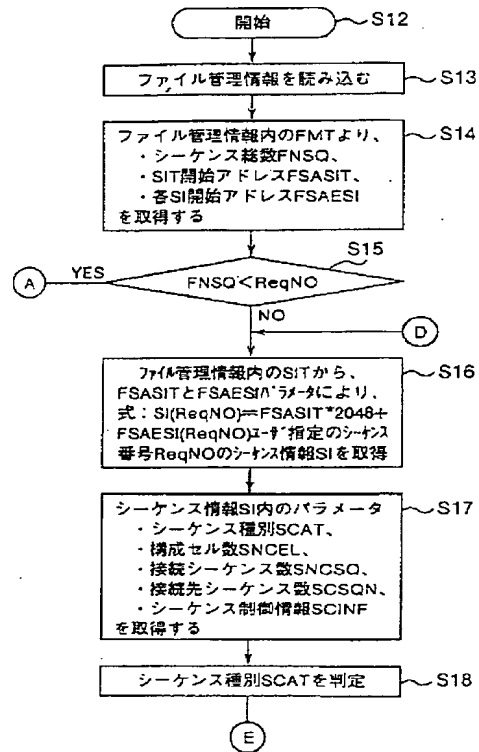 開始
S12
ファイル管理情報を読み込む
S13
ファイル管理情報内のFMTより、
・シーケンス総数FNSQ、
・SIT開始アドレスFSASIT、
・各SI開始アドレスFSAESI
を取得する
S14
S15
FNSQ<ReqNO
YES
A
NO
D
ファイル管理情報内のSITから、
FSASITとFSAESIパラメータにより、
式：SI(ReqNO)=FSASIT*2048+
FSAESI(ReqNO)ユーザ指定のシーケンス
番号ReqNOのシーケンス情報SIを取得
S16
シーケンス情報SI内のパラメータ
・シーケンス種別SCAT、
・構成セル数SNCEL、
・接続シーケンス数SNCSQ、
・接続先シーケンス数SCSQN、
・シーケンス制御情報SCINF
を取得する
S17
シーケンス種別SCATを判定
S18
E